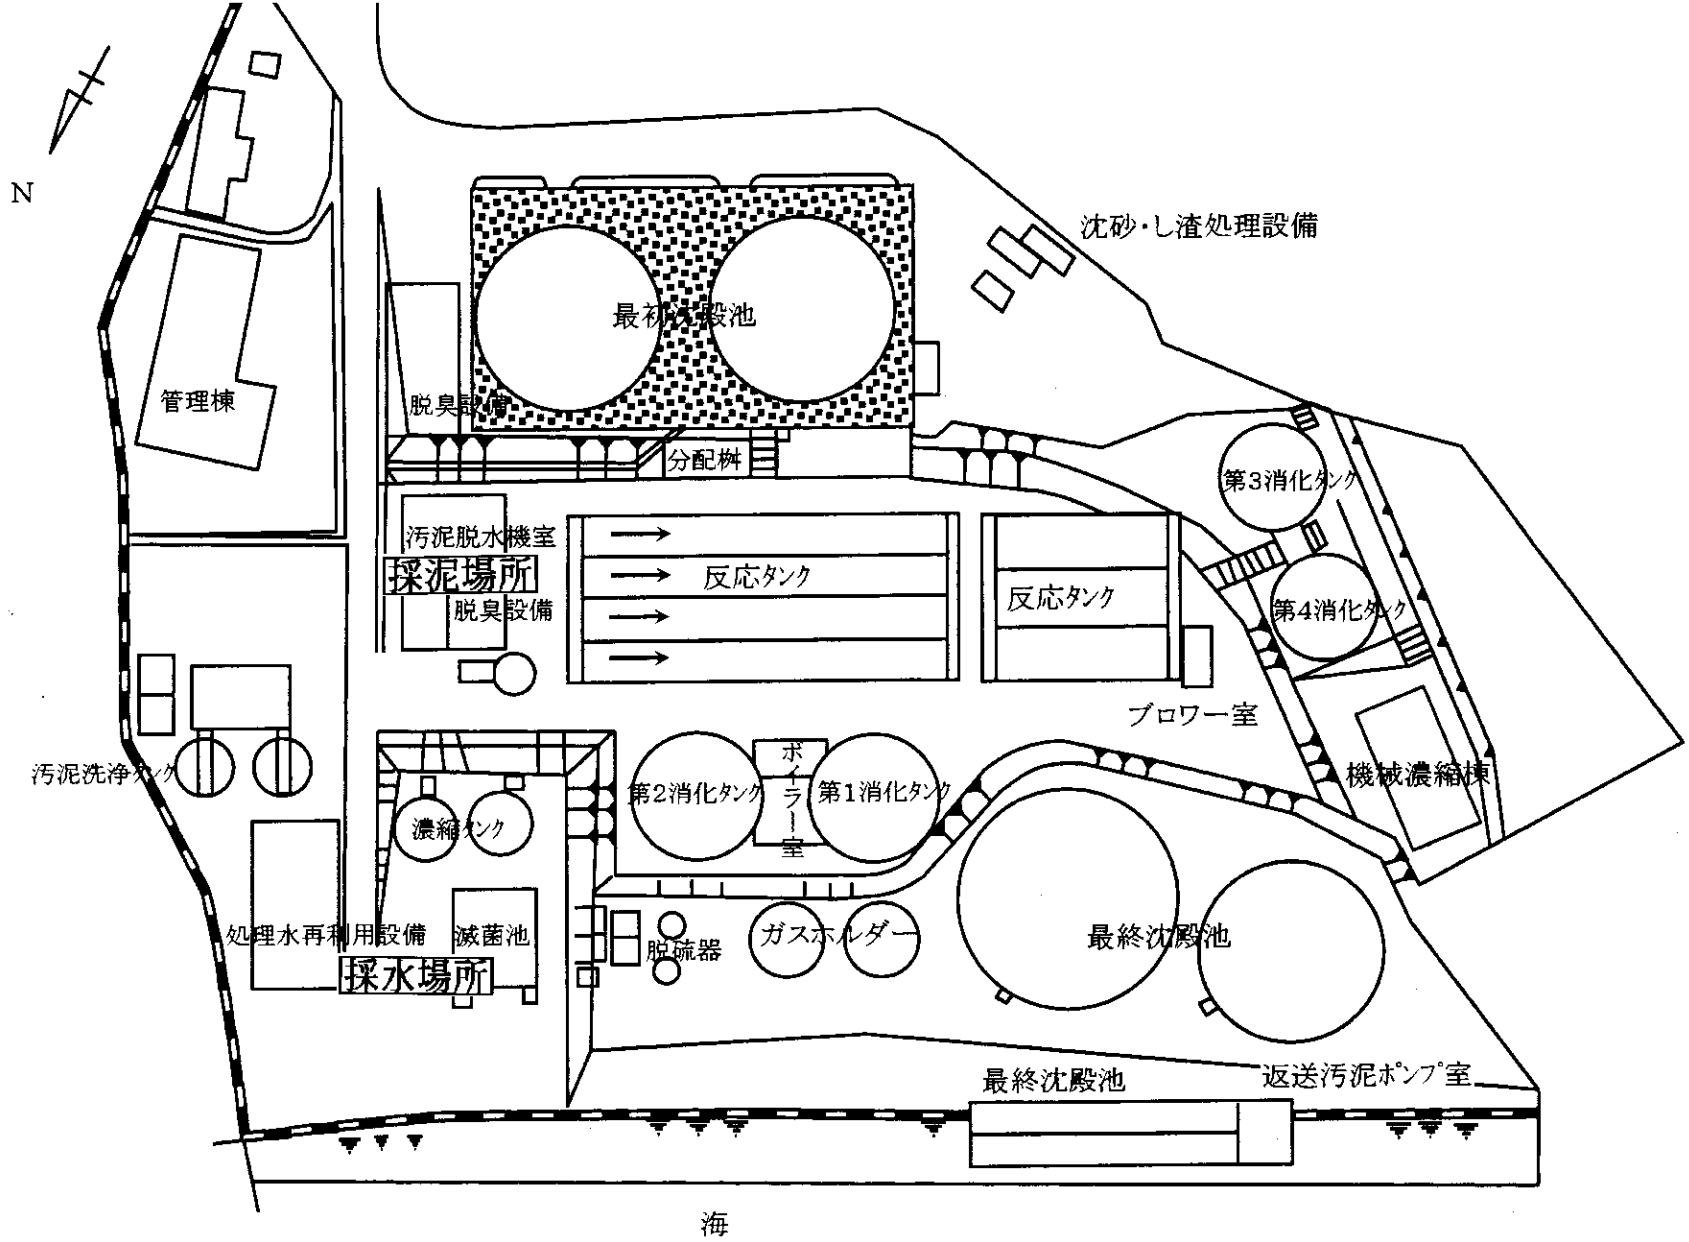 N
沈砂・し渣処理設備
最初沈殿池
管理棟
脱臭設備
分配桝
第3消化タンク
汚泥脱水機室
採泥場所
反応タンク
反応タンク
脱臭設備
第4消化タンク
ブロワー室
汚泥洗浄タンク
第2消化タンク
ボイラー室
第1消化タンク
機械濃縮棟
濃縮タンク
処理水再利用設備
滅菌池
脱硫器
ガスホルダー
最終沈殿池
採水場所
最終沈殿池
返送汚泥ポンプ室
海